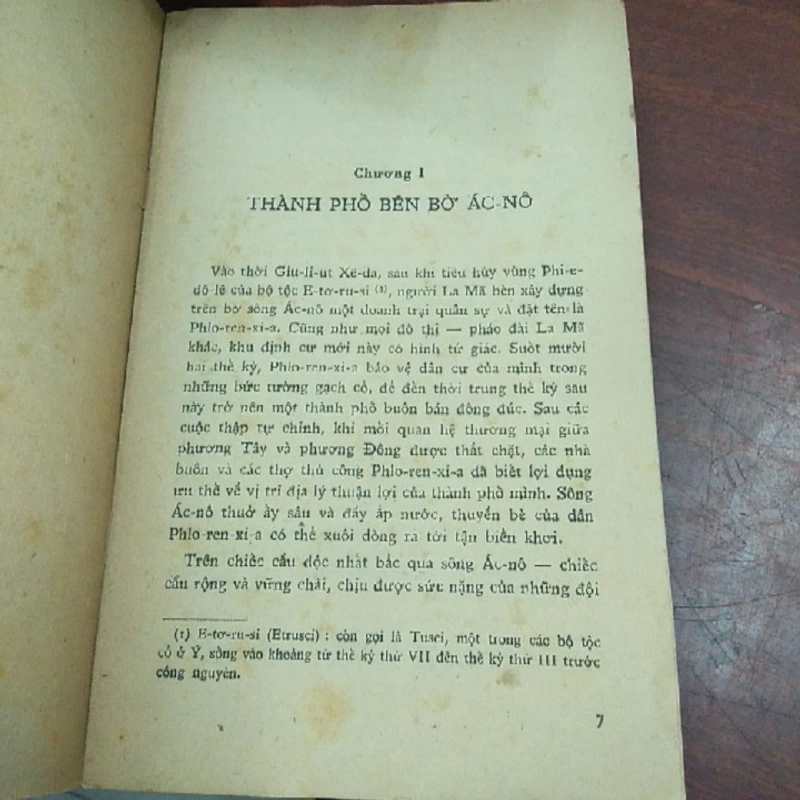 Chương I
THÀNH PHỐ BÊN BỜ ÁC-NÔ
Vào thời Giu-li-ut Xê-da, sau khi tiêu hủy vùng Phi-e-
dô-lê của bộ tộc E-tơ-ru-si (1), người La Mã bèn xây dựng
trên bờ sông Ác-nô một doanh trại quân sự và đặt tên là
Phlo-ren-xi-a. Cũng như mọi đô thị — pháo đài La Mã
khác, khu định cư mới này có hình tứ giác. Suốt mười
hai thế kỷ, Phlo-ren-xi-a bảo vệ dân cư của mình trong
những bức tường gạch cổ, để đến thời trung thế kỷ sau
này trở nên một thành phố buôn bán đông đúc. Sau các
cuộc thập tự chinh, khi mối quan hệ thương mại giữa
phương Tây và phương Đông được thắt chặt, các nhà
buôn và các thợ thủ công Phlo-ren-xi-a đã biết lợi dụng
ưu thế về vị trí địa lý thuận lợi của thành phố mình. Sông
Ác-nô thuở ấy sâu và đầy ắp nước, thuyền bè của dân
Phlo-ren-xi-a có thể xuôi dòng ra tới tận biển khơi.
Trên chiếc cầu độc nhất bắc qua sông Ác-nô — chiếc
cầu rộng và vững chãi, chịu được sức nặng của những đội
(1) E-tơ-ru-si (Etrusci) : còn gọi là Tusci, một trong các bộ tộc
cổ ở Ý, sống vào khoảng từ thế kỷ thứ VII đến thế kỷ thứ III trước
công nguyên.
7